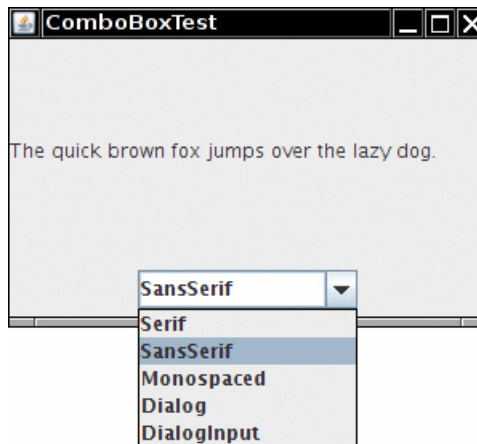 ComboBoxTest
The quick brown fox jumps over the lazy dog.
SansSerif
Serif
SansSerif
Monospaced
Dialog
DialogInput